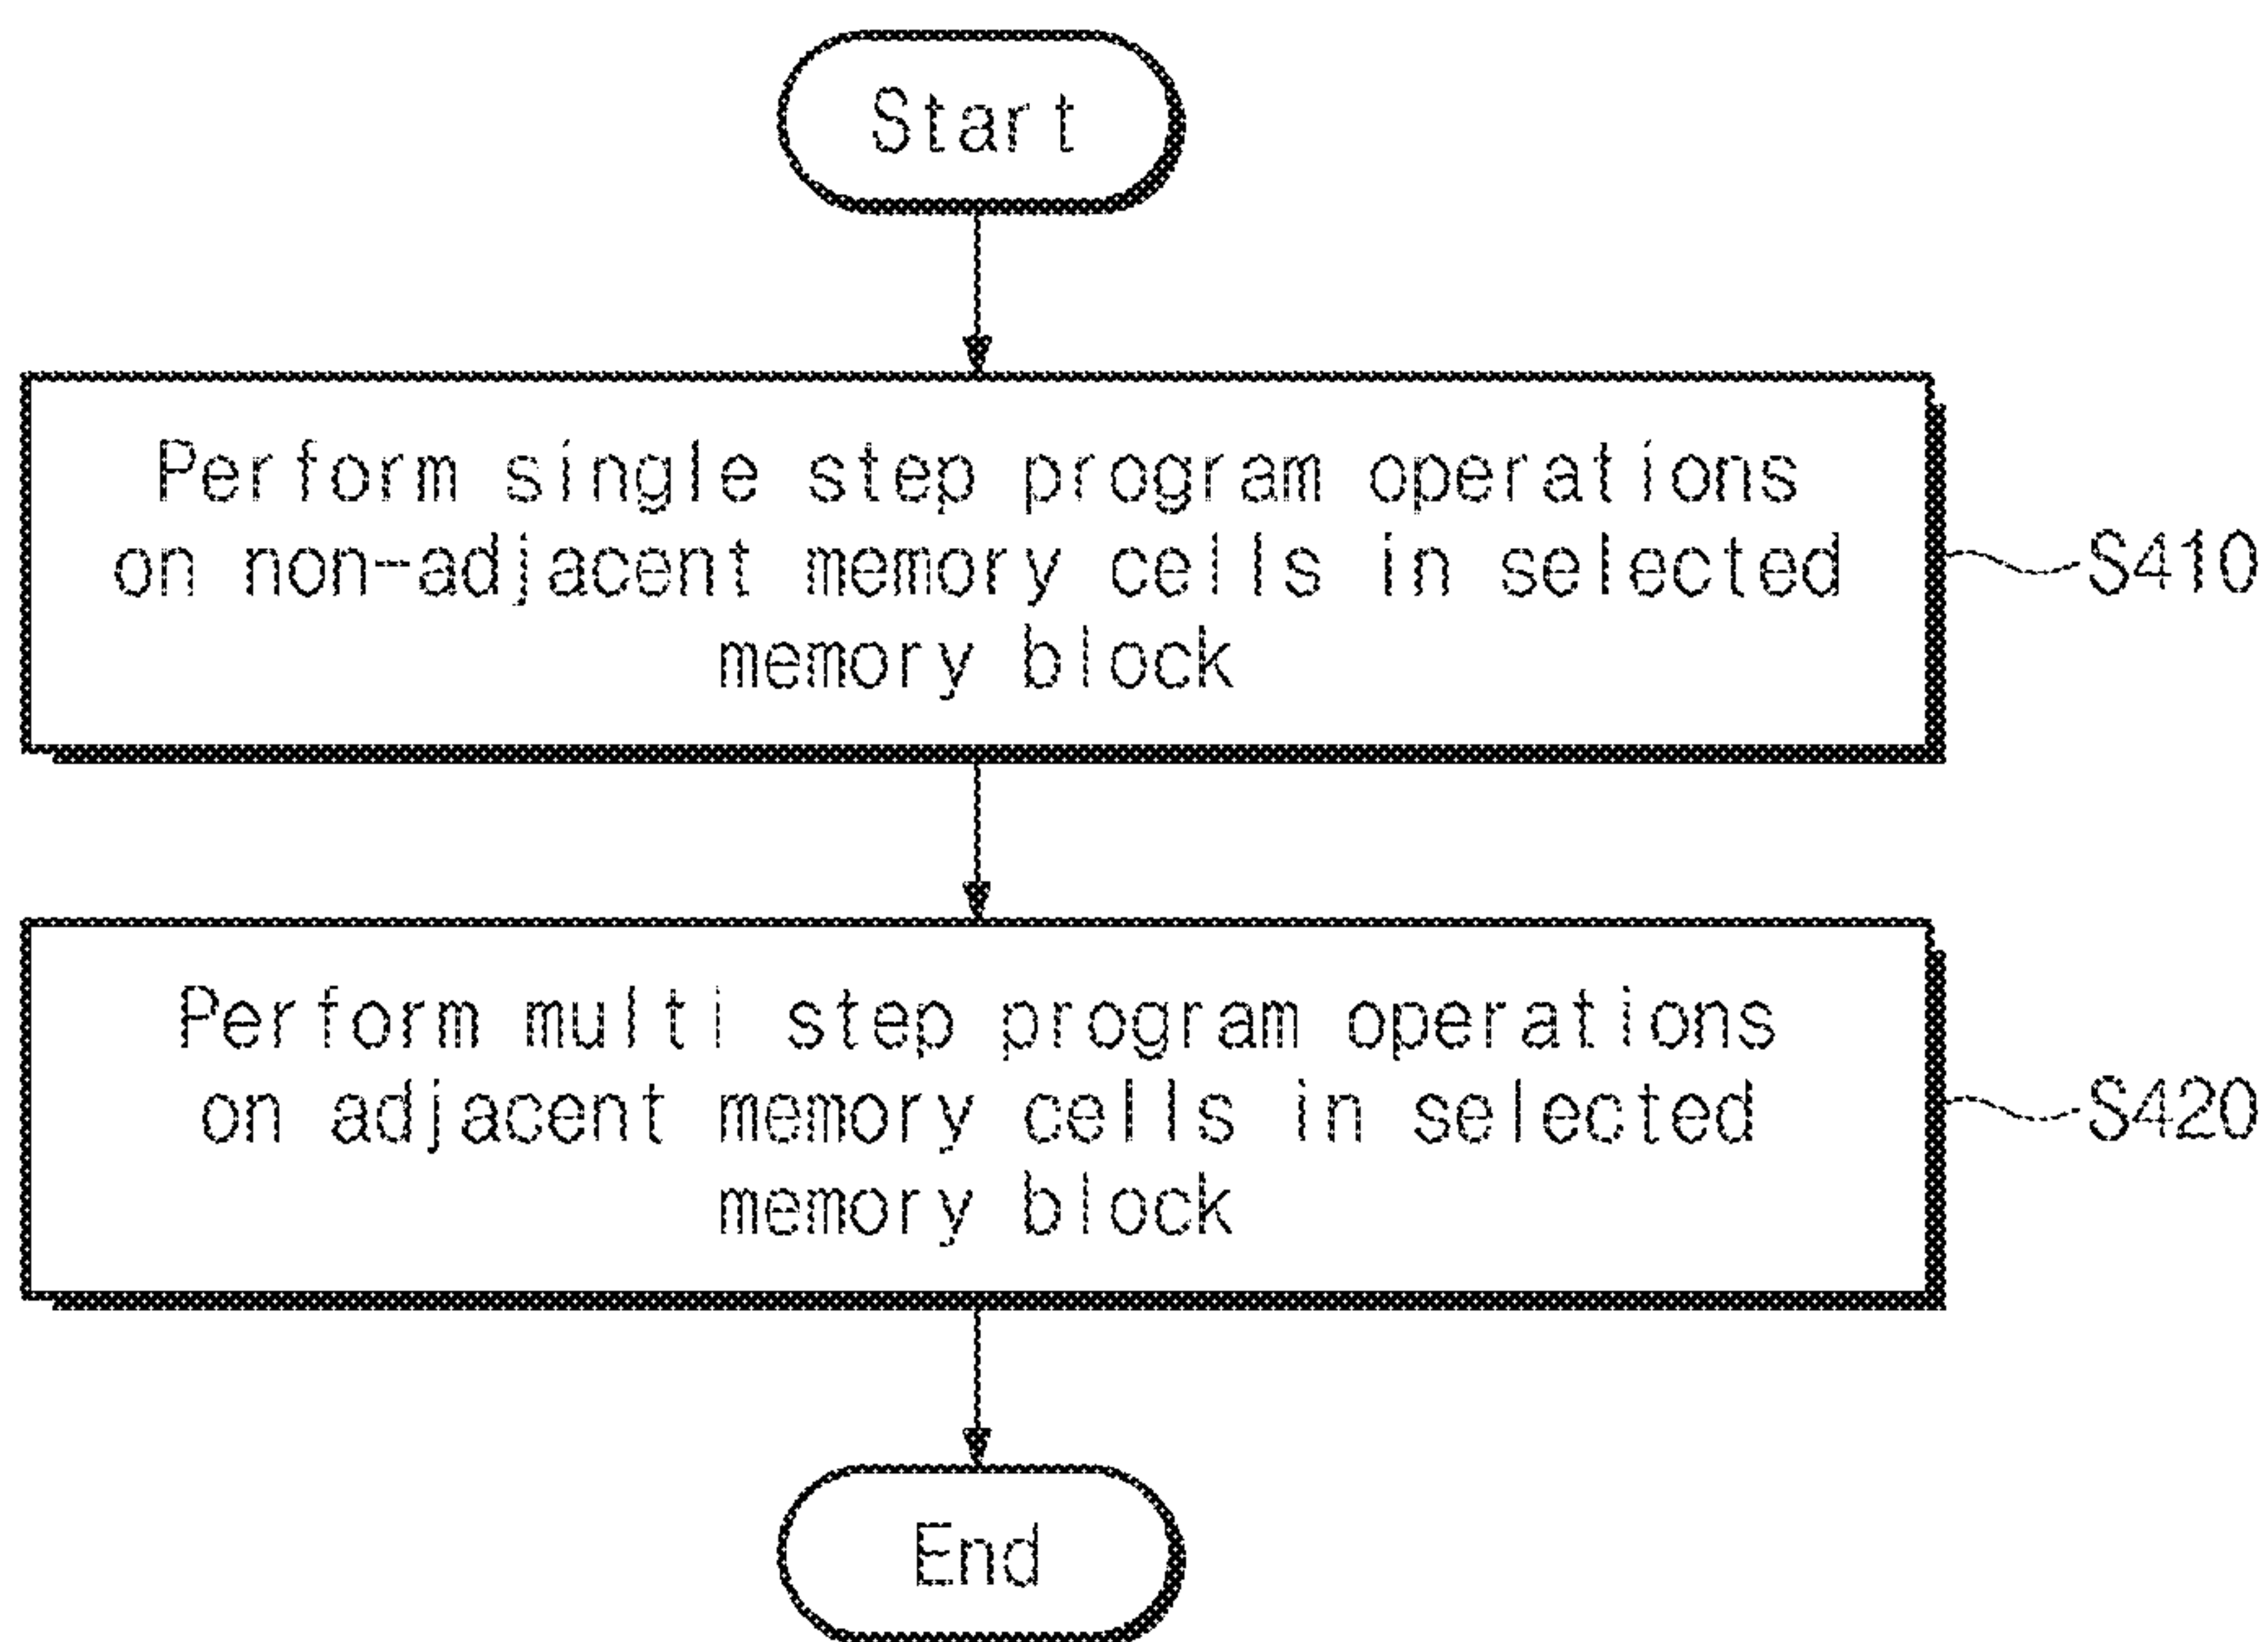 Start
Perform single step program operations
on non-adjacent memory cells in selected
memory block
S410
Perform multi step program operations
on adjacent memory cells in selected
memory block
S420
End